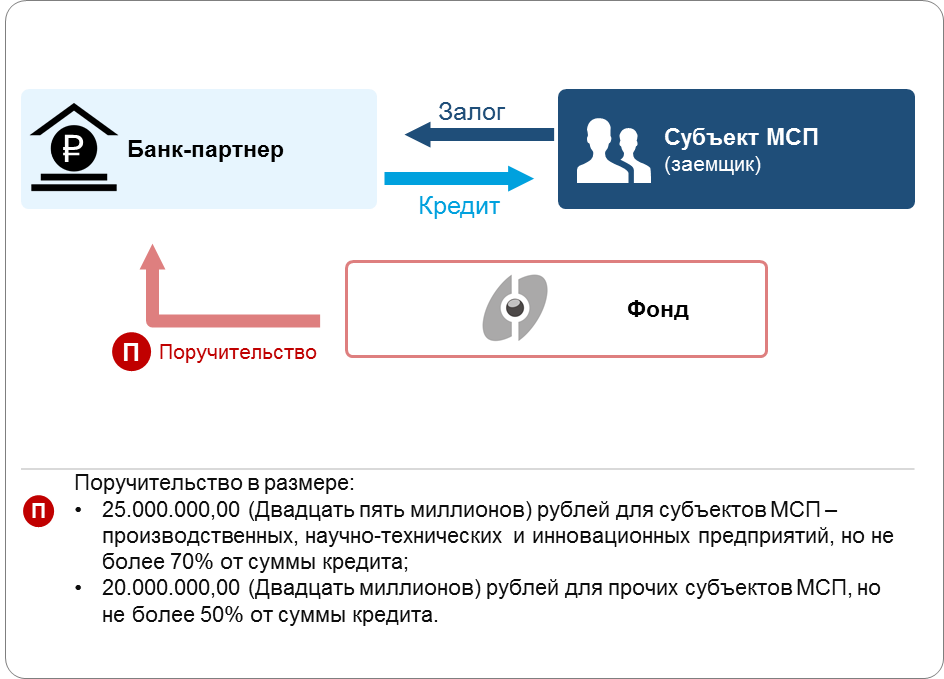 Залог
Банк-партнер
Субъект МСП
(заемщик)
Кредит
Фонд
П Поручительство
Поручительство в размере:
П
• 25.000.000,00 (Двадцать пять миллионов) рублей для субъектов МСП –
производственных, научно-технических и инновационных предприятий, но не
более 70% от суммы кредита;
• 20.000.000,00 (Двадцать миллионов) рублей для прочих субъектов МСП, но
не более 50% от суммы кредита.